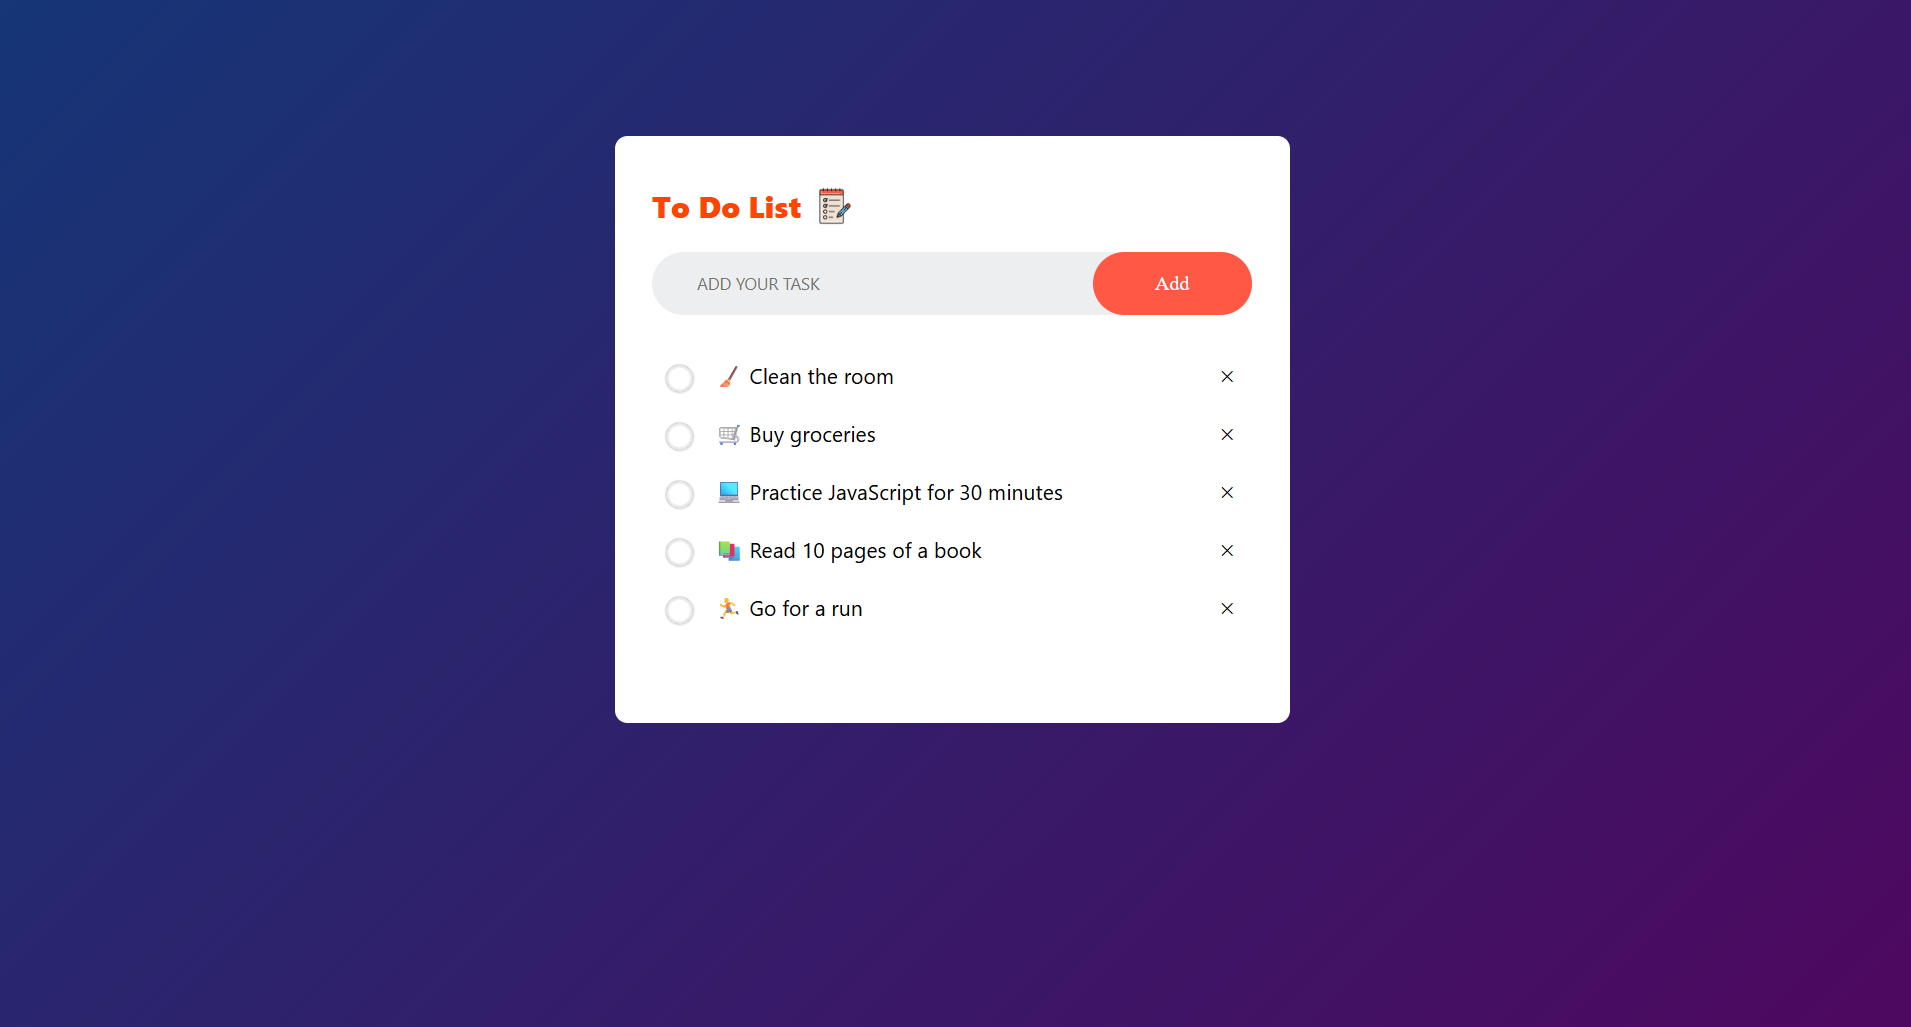 To Do List
ADD YOUR TASK
Add
🧹 Clean the room ×
🛒 Buy groceries ×
💻 Practice JavaScript for 30 minutes ×
📚 Read 10 pages of a book ×
🏃 Go for a run ×